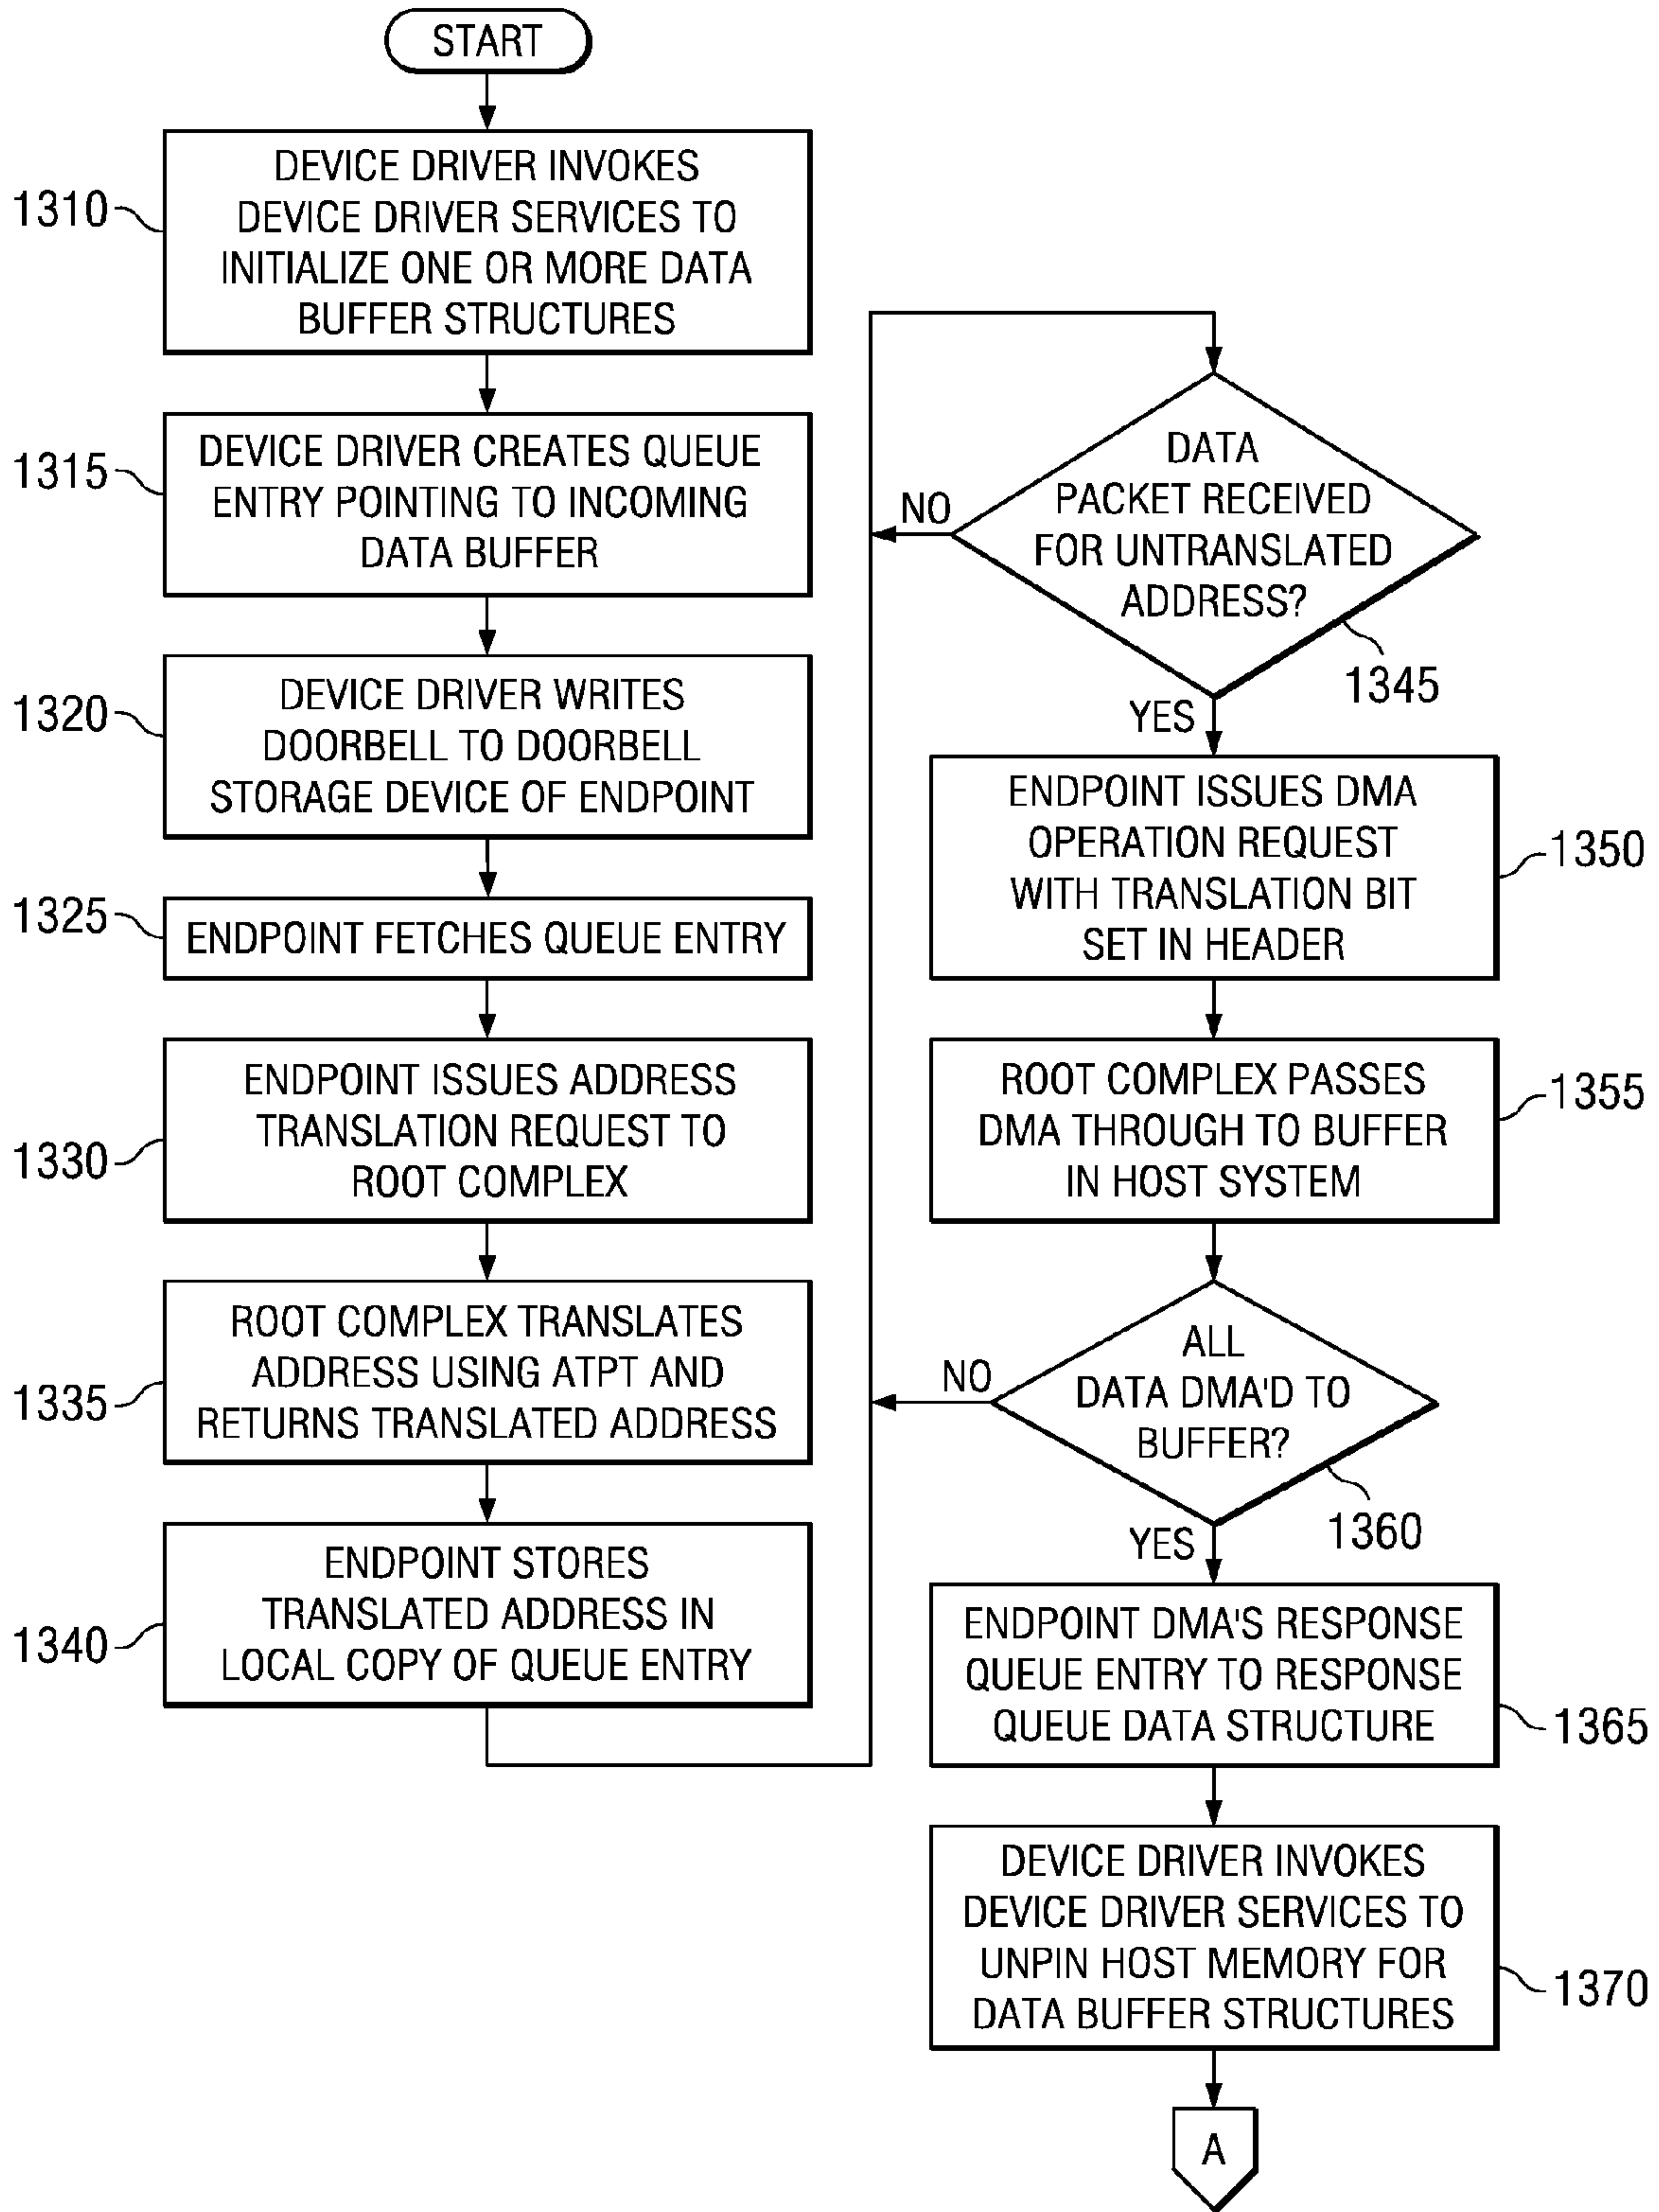 START
1310
DEVICE DRIVER INVOKES
DEVICE DRIVER SERVICES TO
INITIALIZE ONE OR MORE DATA
BUFFER STRUCTURES
1315
DEVICE DRIVER CREATES QUEUE
ENTRY POINTING TO INCOMING
DATA BUFFER
1320
DEVICE DRIVER WRITES
DOORBELL TO DOORBELL
STORAGE DEVICE OF ENDPOINT
1325
ENDPOINT FETCHES QUEUE ENTRY
1330
ENDPOINT ISSUES ADDRESS
TRANSLATION REQUEST TO
ROOT COMPLEX
1335
ROOT COMPLEX TRANSLATES
ADDRESS USING ATPT AND
RETURNS TRANSLATED ADDRESS
1340
ENDPOINT STORES
TRANSLATED ADDRESS IN
LOCAL COPY OF QUEUE ENTRY
DATA
PACKET RECEIVED
FOR UNTRANSLATED
ADDRESS?
NO
1345
YES
ENDPOINT ISSUES DMA
OPERATION REQUEST
WITH TRANSLATION BIT
SET IN HEADER
1350
ROOT COMPLEX PASSES
DMA THROUGH TO BUFFER
IN HOST SYSTEM
1355
ALL
DATA DMA'D TO
BUFFER?
NO
1360
YES
ENDPOINT DMA'S RESPONSE
QUEUE ENTRY TO RESPONSE
QUEUE DATA STRUCTURE
1365
DEVICE DRIVER INVOKES
DEVICE DRIVER SERVICES TO
UNPIN HOST MEMORY FOR
DATA BUFFER STRUCTURES
1370
A